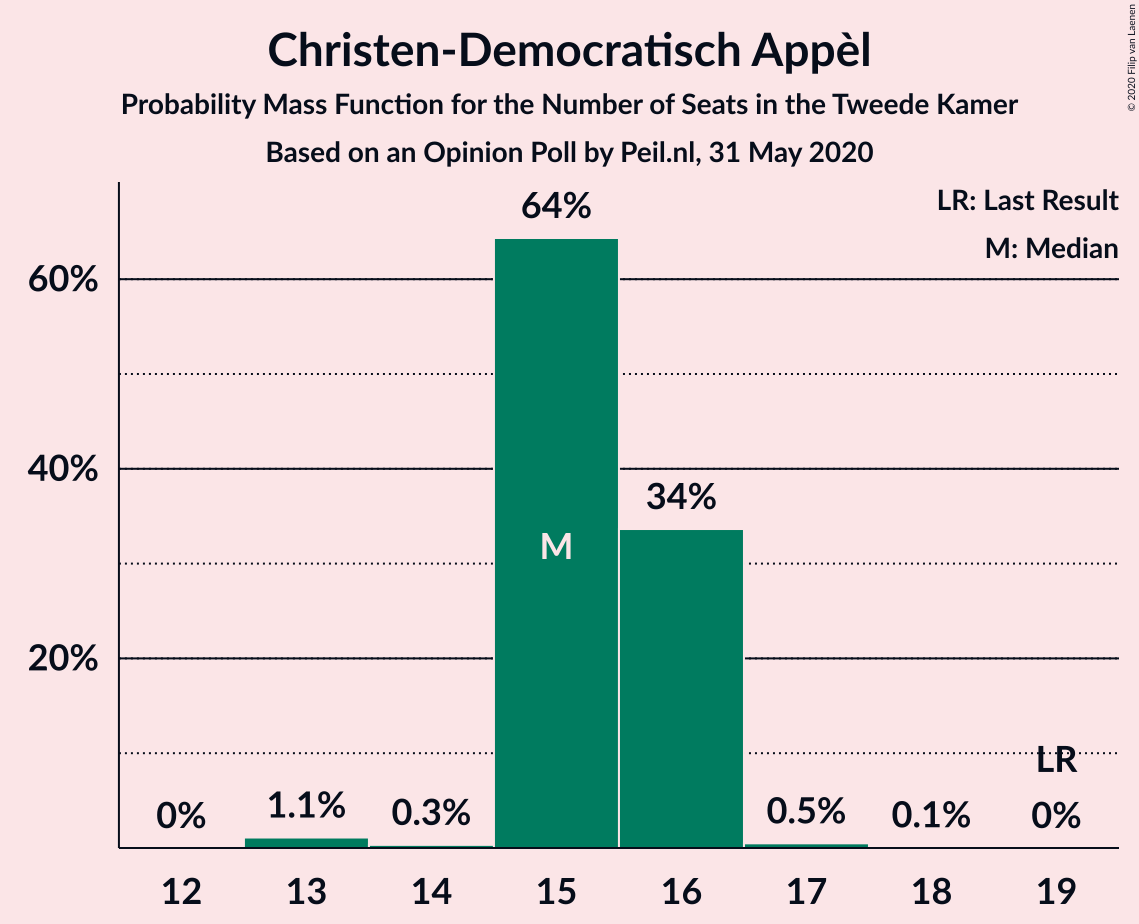 Christen-Democratisch Appèl
Probability Mass Function for the Number of Seats in the Tweede Kamer
Based on an Opinion Poll by Peil.nl, 31 May 2020
© 2020 Filip van Laenen
LR: Last Result
M: Median
64%
60%
40%
34%
M
20%
LR
0% 1.1% 0.3% 0.5% 0.1% 0%
12 13 14 15 16 17 18 19